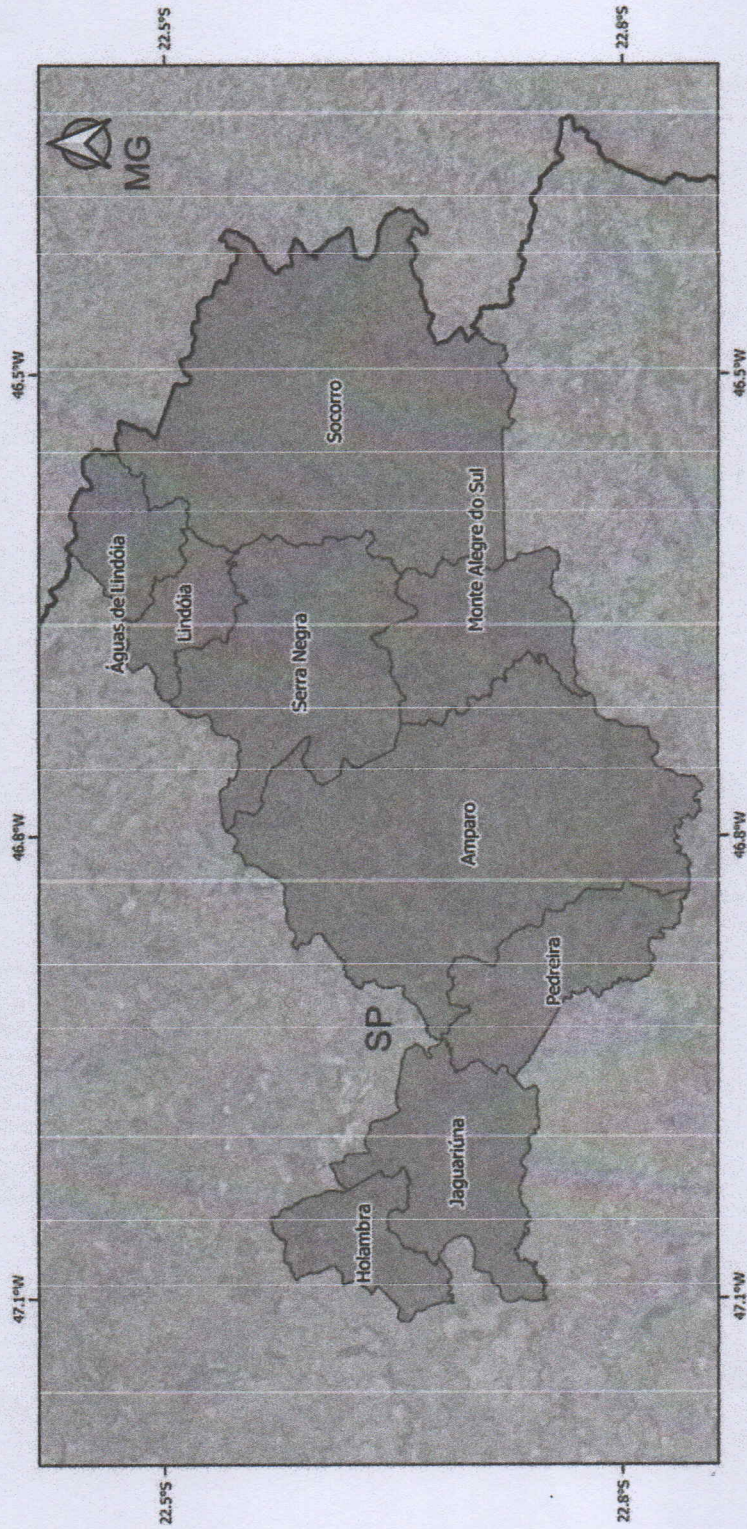 46.5°W
46.8°W
47.1°W
22.5°S
22.5°S
MG
Águas de Lindóia
Lindóia
Serra Negra
Socorro
SP
Holambra
Jaguariúna
Amparo
Monte Alegre do Sul
Pedreira
22.8°S
22.8°S
47.1°W
46.8°W
46.5°W